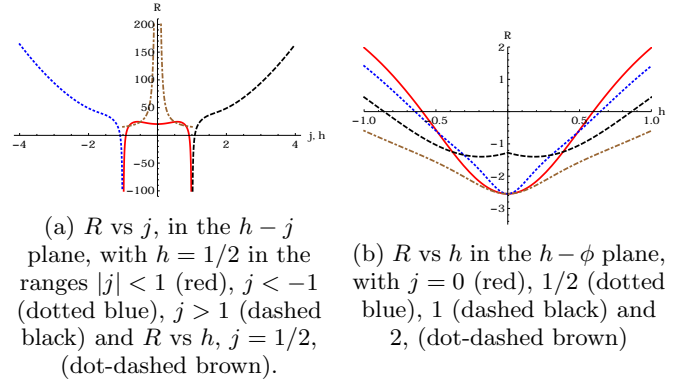 R
200
150
100
50
-50
-100
-4
-2
2
4
j, h
R
2
1
-1
-2
-3
-1.0
-0.5
0.5
1.0
h
(a) R vs j, in the h − j
plane, with h = 1/2 in the
ranges |j| < 1 (red), j < −1
(dotted blue), j > 1 (dashed
black) and R vs h, j = 1/2,
(dot-dashed brown).
(b) R vs h in the h − ϕ plane,
with j = 0 (red), 1/2 (dotted
blue), 1 (dashed black) and
2, (dot-dashed brown)